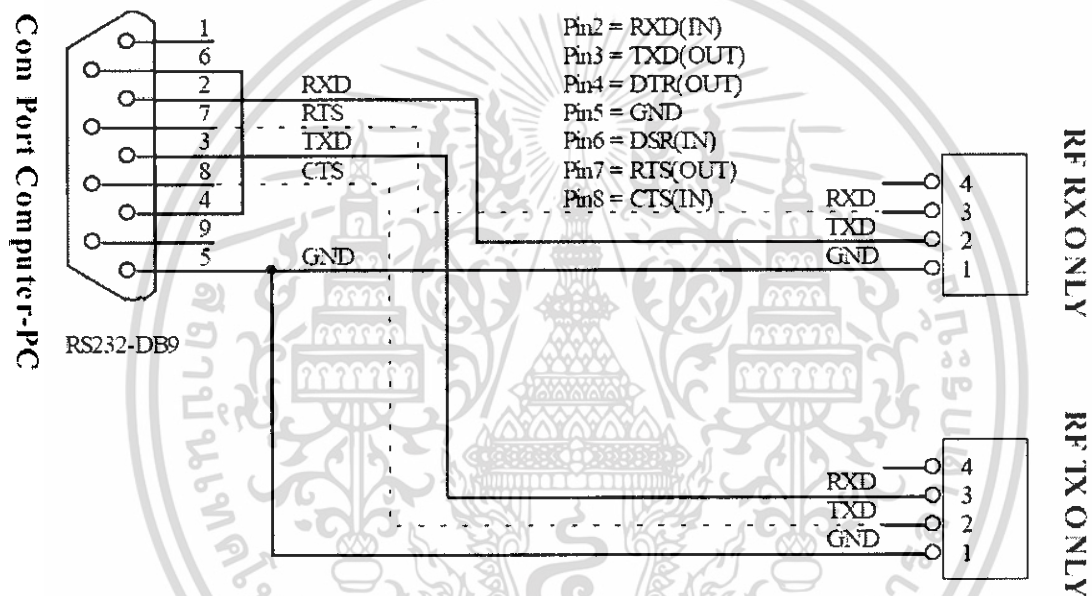 Com Port Computer-PC
1
6
2
7
3
8
4
9
5
RXD
RTS
TXD
CTS
GND
RS232-DB9
Pin2 = RXD(IN)
Pin3 = TXD(OUT)
Pin4 = DTR(OUT)
Pin5 = GND
Pin6 = DSR(IN)
Pin7 = RTS(OUT)
Pin8 = CTS(IN)
RXD
TXD
GND
4
3
2
1
RF RX ONLY
RXD
TXD
GND
4
3
2
1
RF TX ONLY